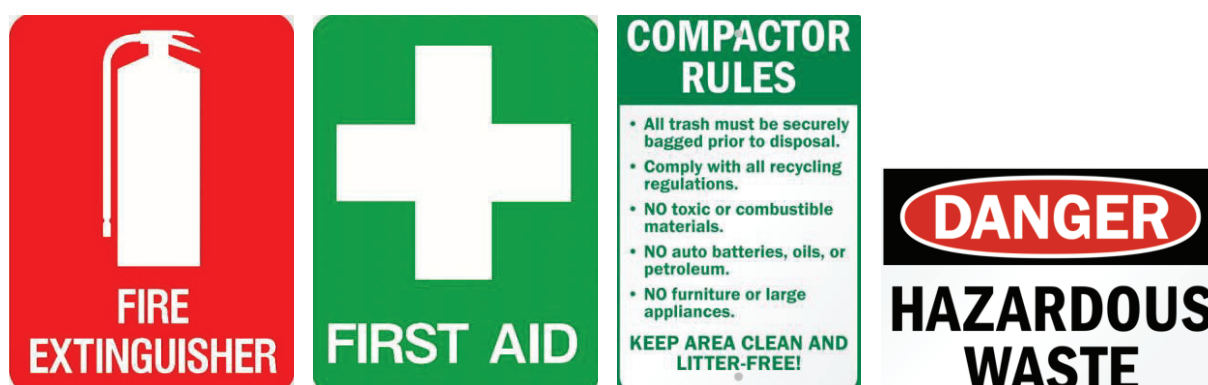 FIRE
EXTINGUISHER
FIRST AID
COMPACTOR
RULES
• All trash must be securely
bagged prior to disposal.
• Comply with all recycling
regulations.
• NO toxic or combustible
materials.
• NO auto batteries, oils, or
petroleum.
• NO furniture or large
appliances.
KEEP AREA CLEAN AND
LITTER-FREE!
DANGER
HAZARDOUS
WASTE